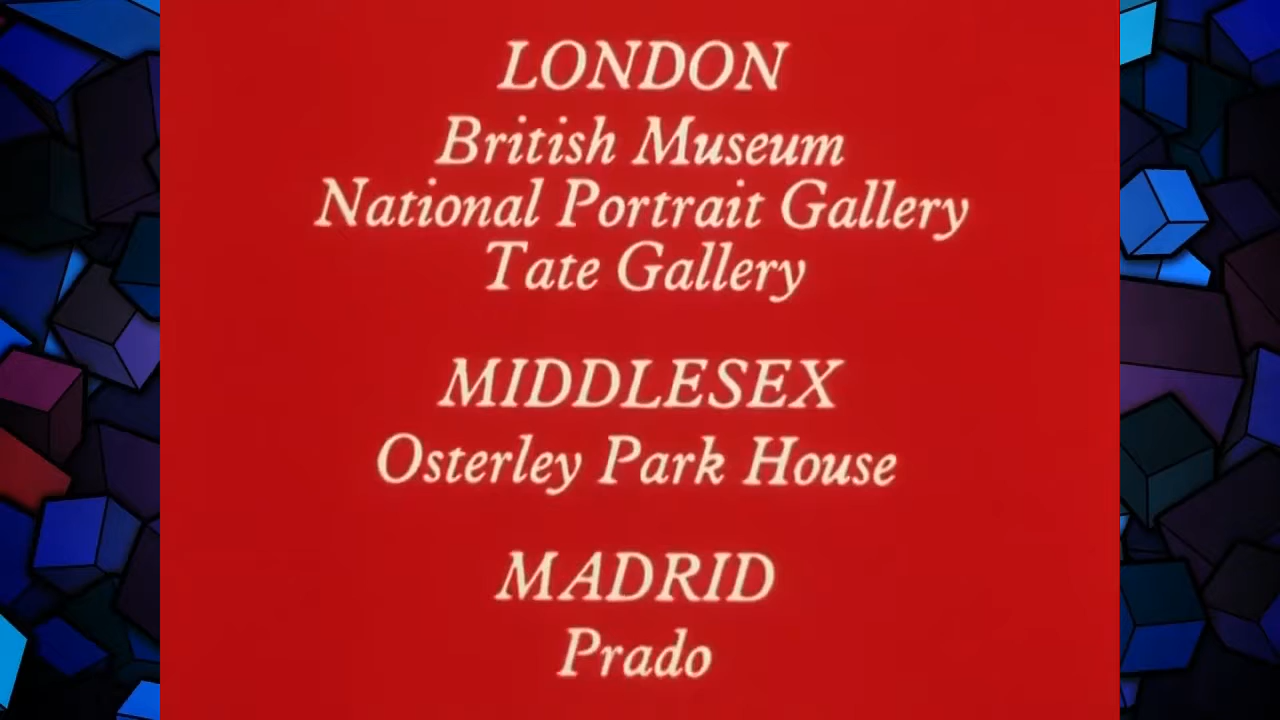 LONDON
British Museum
National Portrait Gallery
Tate Gallery
MIDDLESEX
Osterley Park House
MADRID
Prado